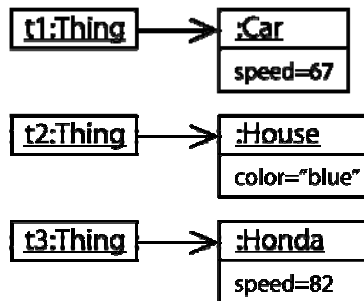 t1:Thing :Car
speed=67
t2:Thing :House
color="blue"
t3:Thing :Honda
speed=82